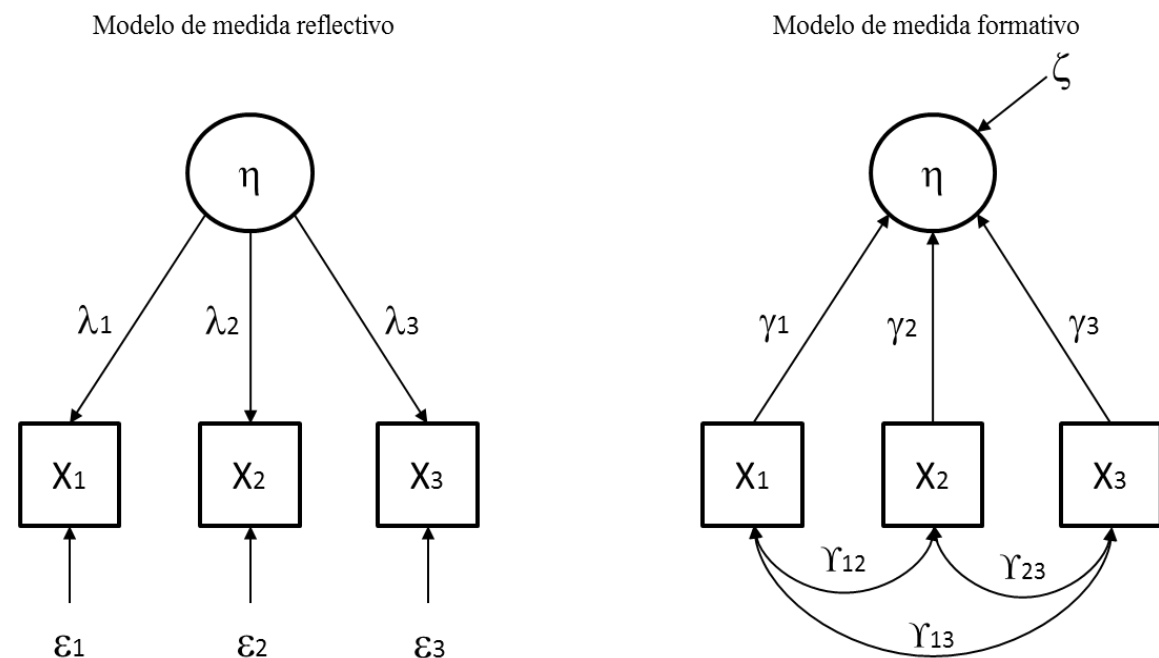 Modelo de medida reflectivo
η
λ1 λ2 λ3
X1 X2 X3
ε1 ε2 ε3
Modelo de medida formativo
ζ
η
γ1 γ2 γ3
X1 X2 X3
ϒ12 ϒ23
ϒ13